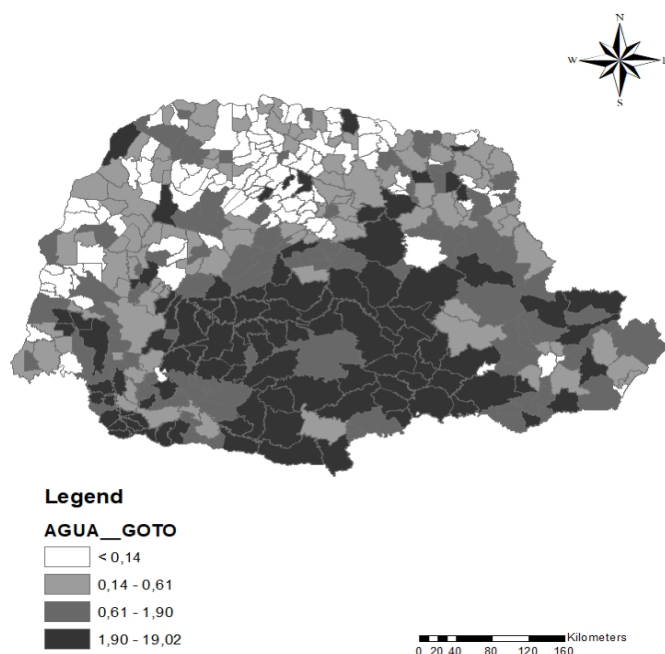 N
W
S
Legend
AGUA__GOTO
< 0,14
0,14 - 0,61
0,61 - 1,90
1,90 - 19,02
Kilometers
0 20 40 80 120 160